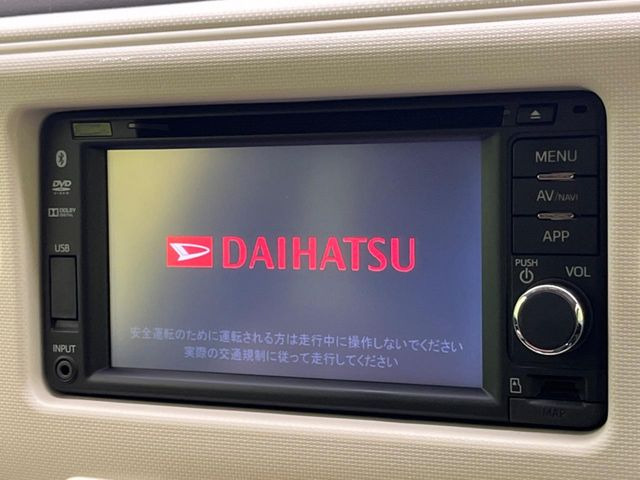 DVD
DOLBY
DIGITAL
USB
INPUT
DAIHATSU
安全運転のために運転される方は走行中に操作しないでください
実際の交通規制に従って走行してください
MENU
AV/NAVI
APP
PUSH
VOL
MAP